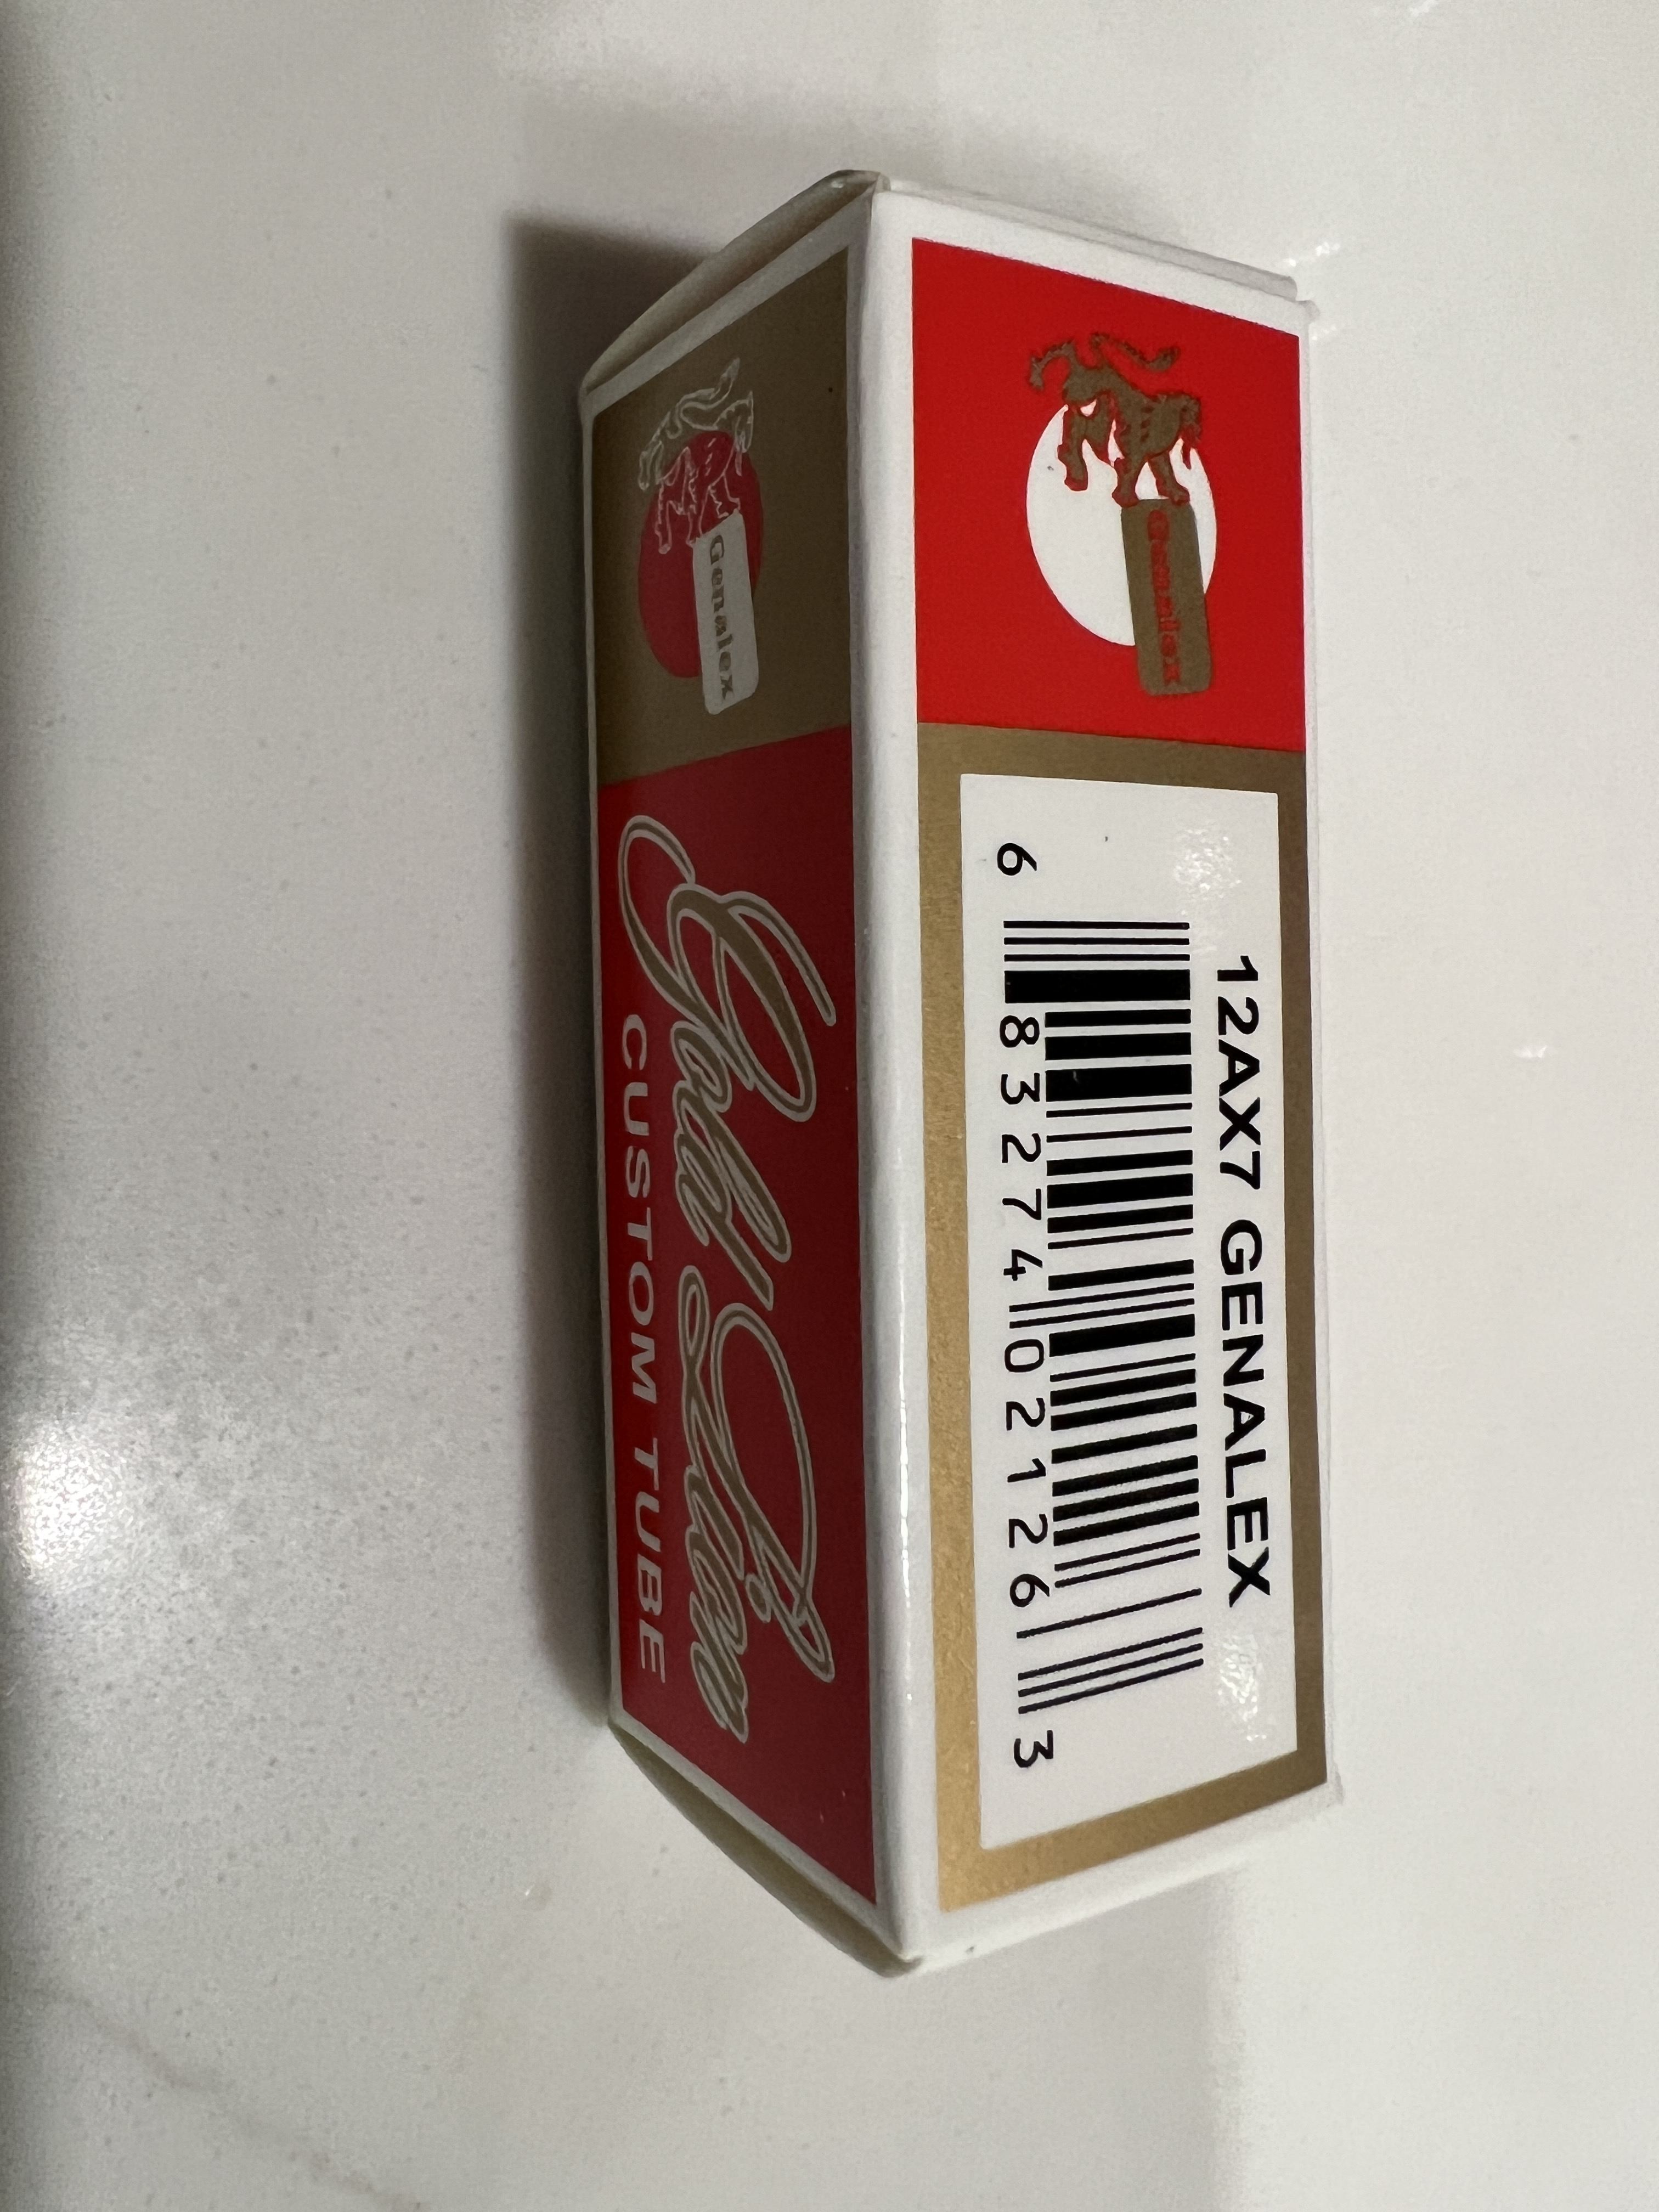 Genalex
Gold Lion
CUSTOM TUBE
Genalex
12AX7 GENALEX
6 83274 02126 3